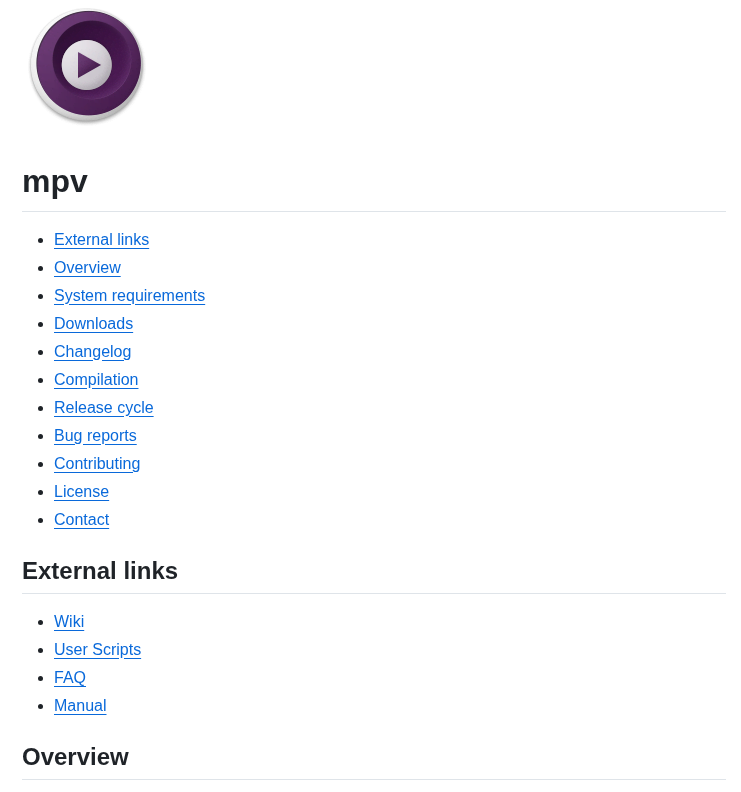 mpv
External links
Overview
System requirements
Downloads
Changelog
Compilation
Release cycle
Bug reports
Contributing
License
Contact
External links
Wiki
User Scripts
FAQ
Manual
Overview